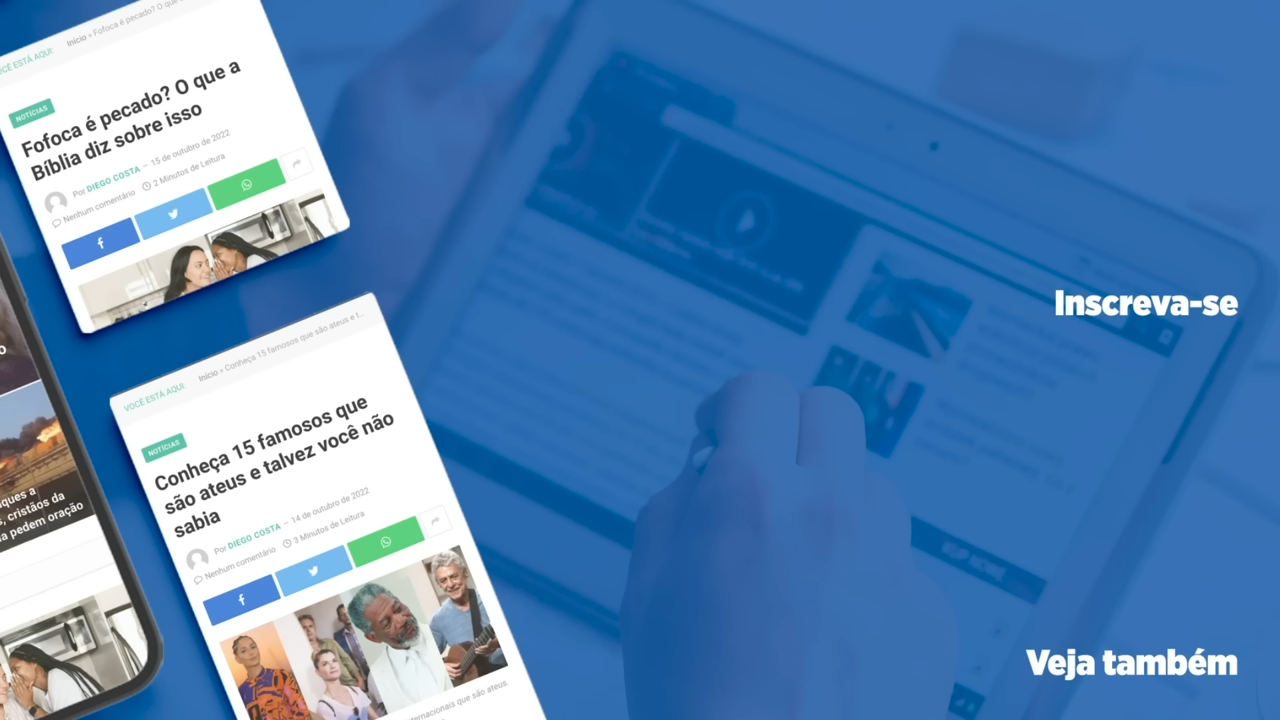 VOCÊ ESTÁ AQUI:
Início » Fofoca é pecado? O que a
NOTÍCIAS
Fofoca é pecado? O que a
Bíblia diz sobre isso
Por DIEGO COSTA — 15 de outubro de 2022
Nenhum comentário 2 Minutos de Leitura
cristãos da
pedem oração
VOCÊ ESTÁ AQUI:
Início » Conheça 15 famosos que são ateus e t...
NOTÍCIAS
Conheça 15 famosos que
são ateus e talvez você não
sabia
Por DIEGO COSTA — 14 de outubro de 2022
Nenhum comentário 3 Minutos de Leitura
que são ateus.
Inscreva-se
Veja também